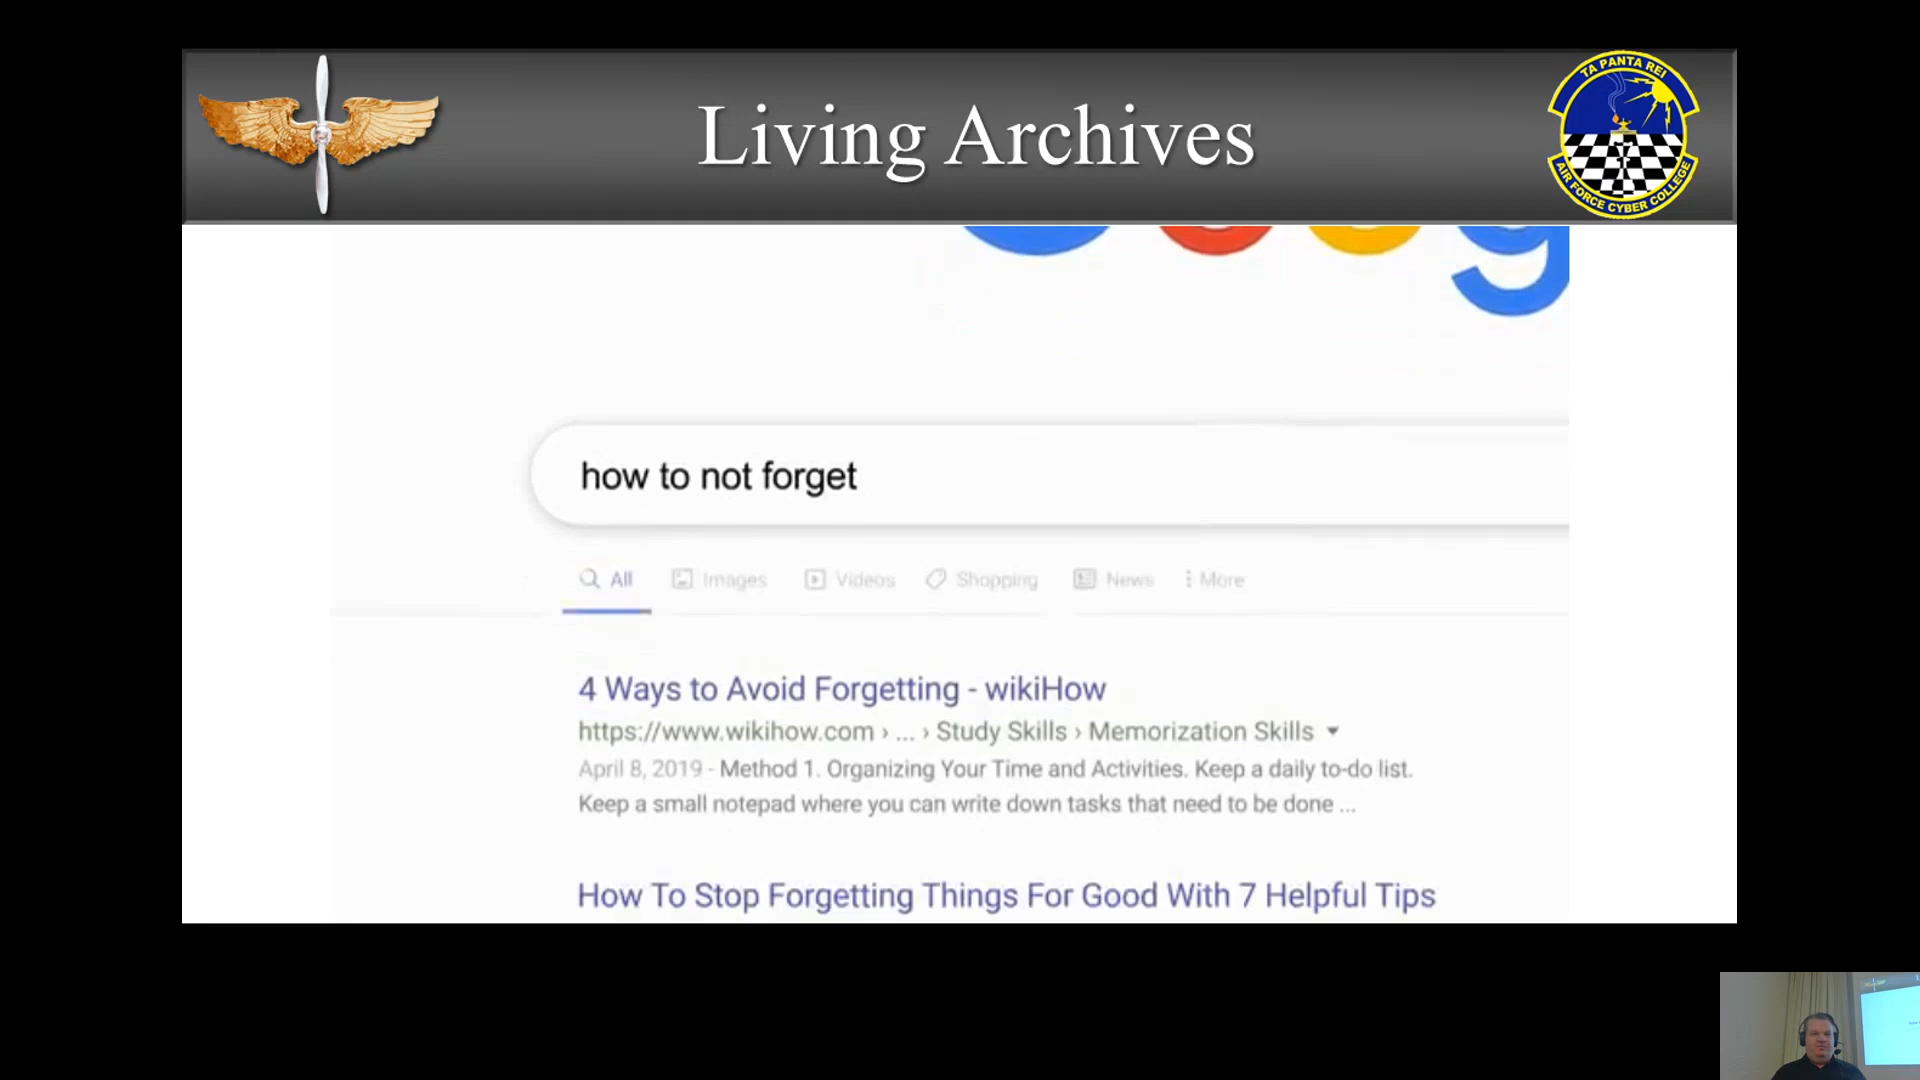 Living Archives
TA PANTA REI
AIR FORCE CYBER COLLEGE
how to not forget
All Images Videos Shopping News More
4 Ways to Avoid Forgetting - wikiHow
https://www.wikihow.com › ... › Study Skills › Memorization Skills
April 8, 2019 - Method 1. Organizing Your Time and Activities. Keep a daily to-do list.
Keep a small notepad where you can write down tasks that need to be done ...
How To Stop Forgetting Things For Good With 7 Helpful Tips